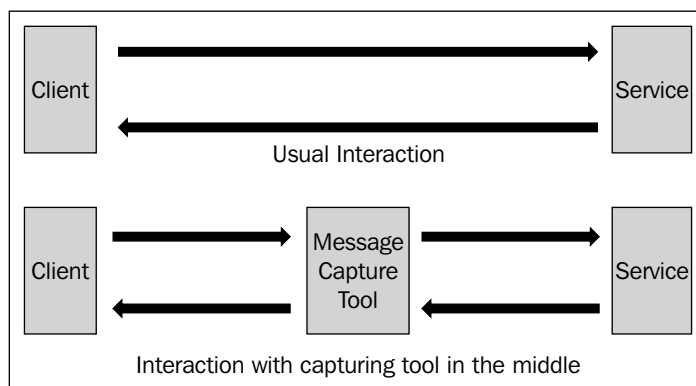 Client
Service
Usual Interaction
Client
Message
Capture
Tool
Service
Interaction with capturing tool in the middle